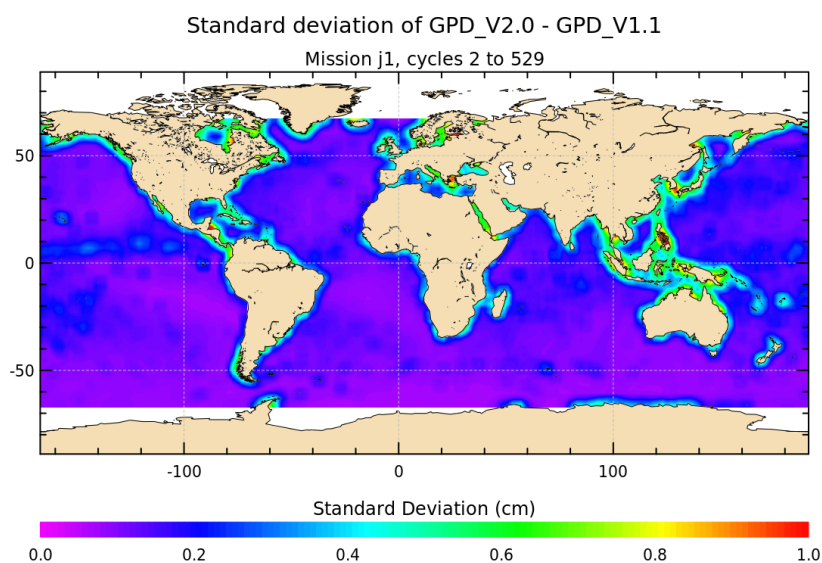 Standard deviation of GPD_V2.0 - GPD_V1.1
Mission j1, cycles 2 to 529
50
0
-50
-100 0 100
Standard Deviation (cm)
0.0 0.2 0.4 0.6 0.8 1.0